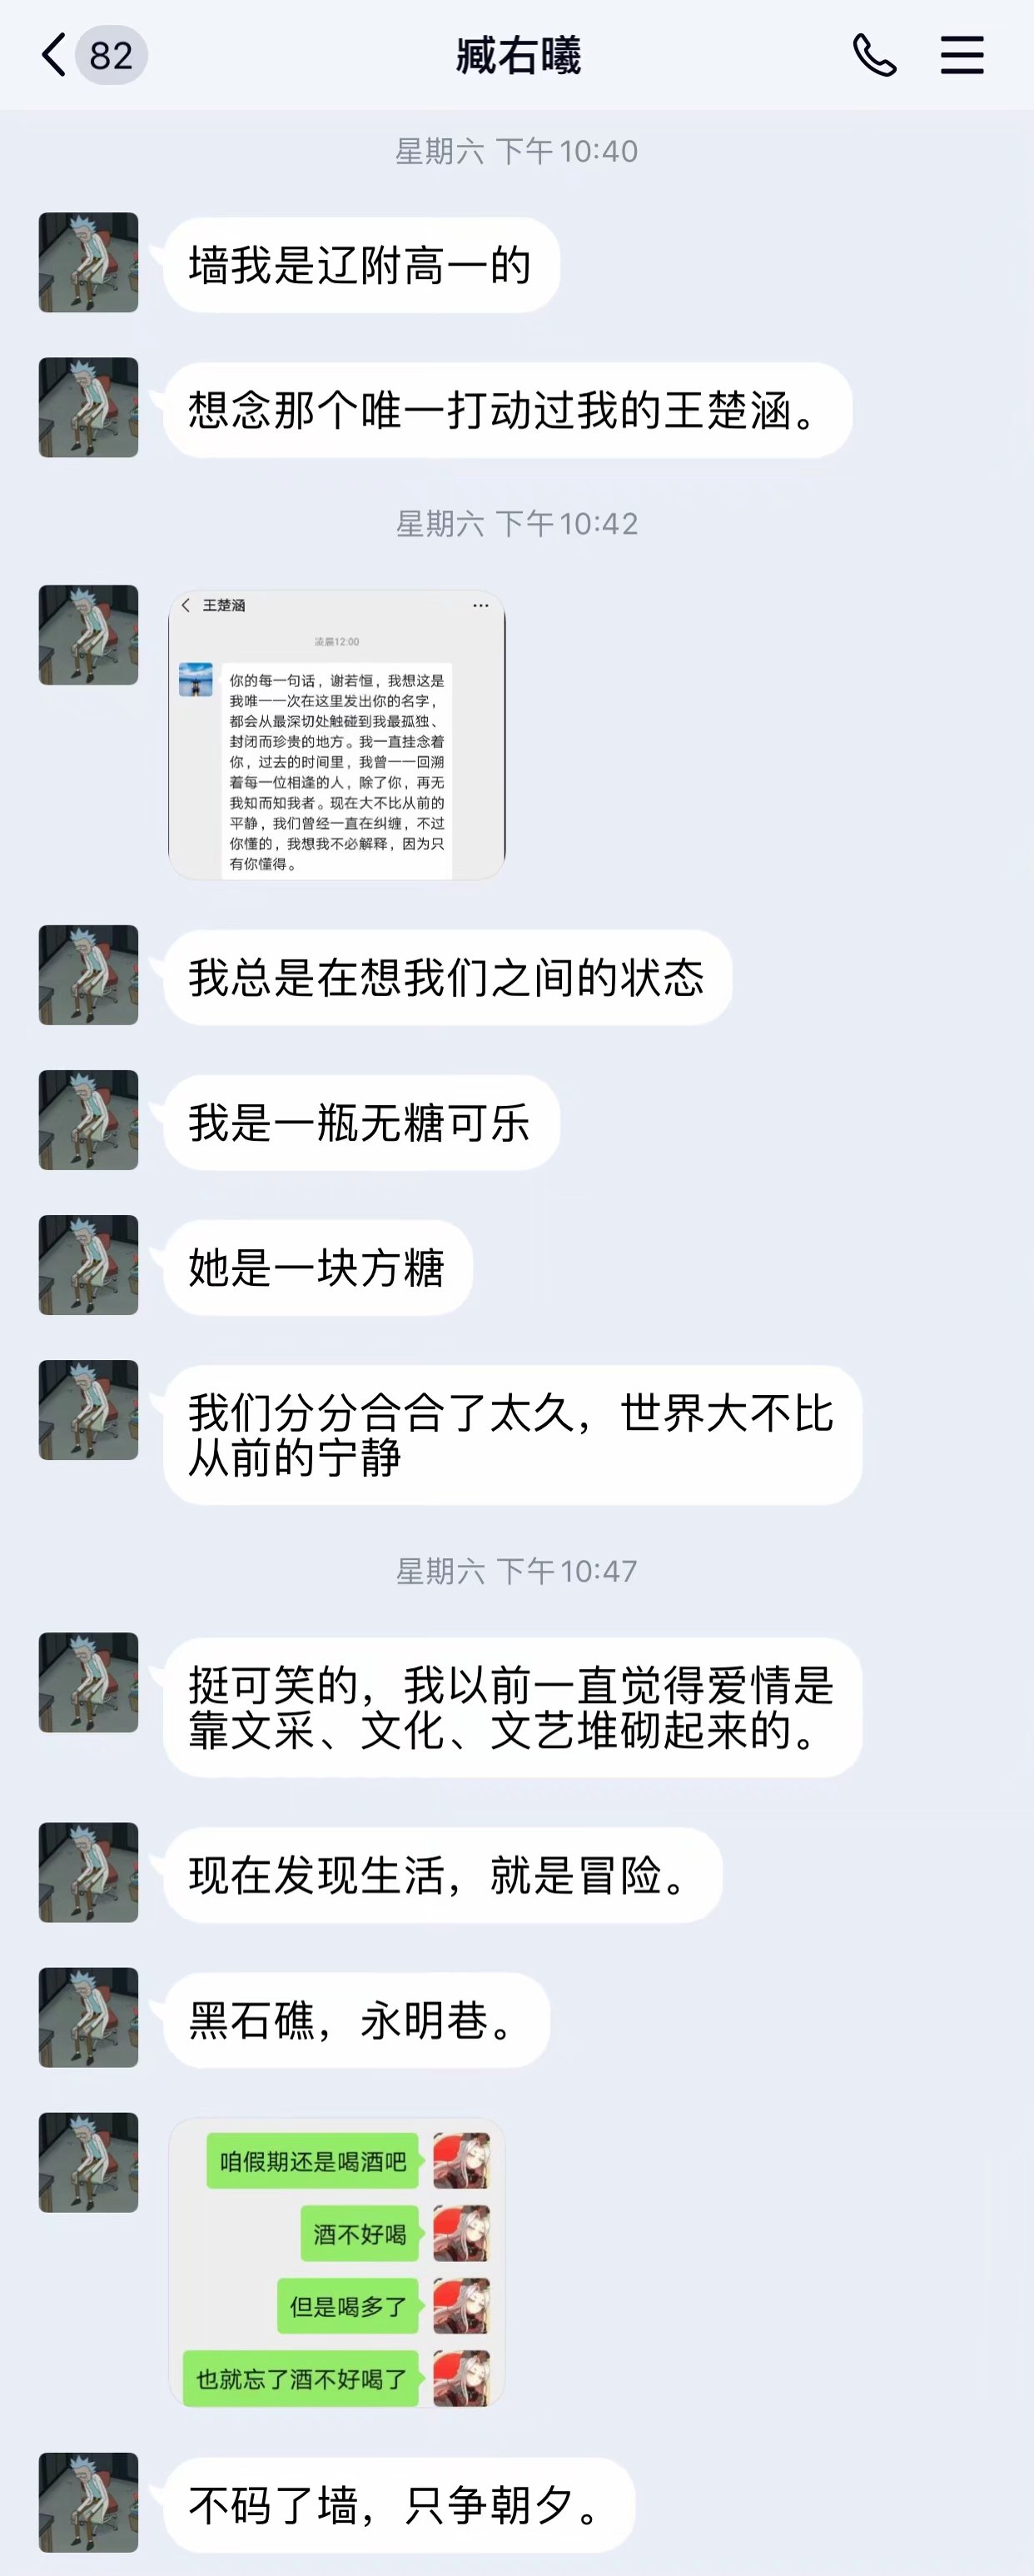 82
臧右曦
星期六 下午10:40
墙我是辽附高一的
想念那个唯一打动过我的王楚涵。
星期六 下午10:42
王楚涵
凌晨12:00
你的每一句话，谢若恒，我想这是
我唯一一次在这里发出你的名字，
都会从最深切处触碰到我最孤独、
封闭而珍贵的地方。我一直挂念着
你，过去的时间里，我曾一一回溯
着每一位相逢的人，除了你，再无
我知而知我者。现在大不比从前的
平静，我们曾经一直在纠缠，不过
你懂的，我想我不必解释，因为只
有你懂得。
我总是在想我们之间的状态
我是一瓶无糖可乐
她是一块方糖
我们分分合合了太久，世界大不比
从前的宁静
星期六 下午10:47
挺可笑的，我以前一直觉得爱情是
靠文采、文化、文艺堆砌起来的。
现在发现生活，就是冒险。
黑石礁，永明巷。
咱假期还是喝酒吧
酒不好喝
但是喝多了
也就忘了酒不好喝了
不码了墙，只争朝夕。